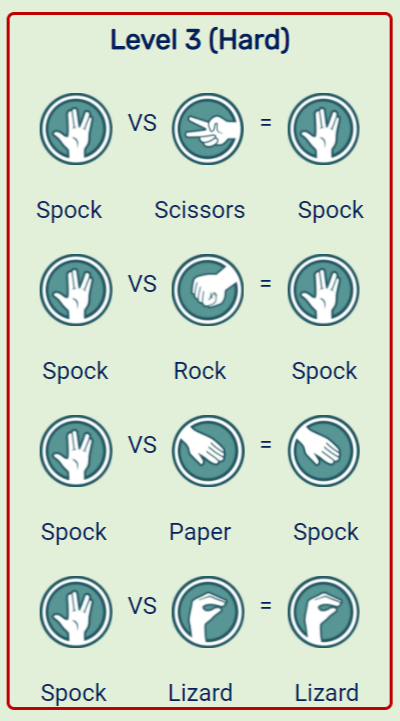 Level 3 (Hard)
VS =
Spock Scissors Spock
VS =
Spock Rock Spock
VS =
Spock Paper Spock
VS =
Spock Lizard Lizard